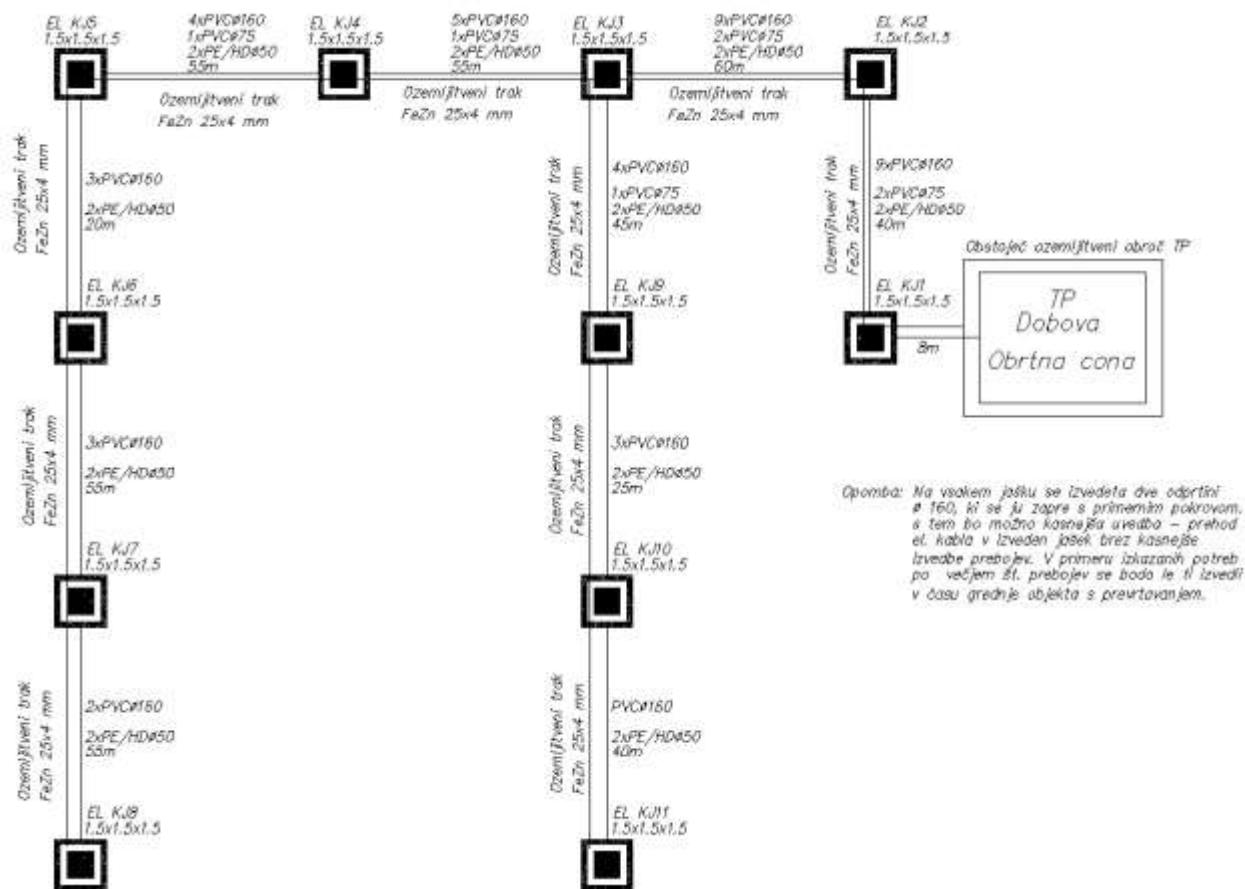 EL KJ5
1.5x1.5x1.5
4xPVCø160
1xPVCø75
2xPE/HDø50
55m
EL KJ4
1.5x1.5x1.5
5xPVCø160
1xPVCø75
2xPE/HDø50
55m
EL KJ3
1.5x1.5x1.5
9xPVCø160
2xPVCø75
2xPE/HDø50
60m
EL KJ2
1.5x1.5x1.5
Ozemljitveni trak
FeZn 25x4 mm
Ozemljitveni trak
FeZn 25x4 mm
Ozemljitveni trak
FeZn 25x4 mm
Ozemljitveni trak
FeZn 25x4 mm
3xPVCø160
2xPE/HDø50
20m
Ozemljitveni trak
FeZn 25x4 mm
4xPVCø160
1xPVCø75
2xPE/HDø50
45m
Ozemljitveni trak
FeZn 25x4 mm
9xPVCø160
2xPVCø75
2xPE/HDø50
40m
Obstoječ ozemljitveni obroč TP
EL KJ6
1.5x1.5x1.5
EL KJ9
1.5x1.5x1.5
EL KJ1
1.5x1.5x1.5
8m
TP
Dobova
Obrtna cona
Ozemljitveni trak
FeZn 25x4 mm
3xPVCø160
2xPE/HDø50
55m
Ozemljitveni trak
FeZn 25x4 mm
3xPVCø160
2xPE/HDø50
25m
Opomba: Na vsakem jašku se izvedeta dve odprtini
ø 160, ki se ju zapre s primernim pokrovom,
s tem bo možno kasnejša uvedba - prehod
el. kabla v izveden jašek brez kasnejše
izvedbe prebojev. V primeru izkazanih potreb
po večjem št. prebojev se bodo le ti izvedli
v času gradnje objekta s prevrtavanjem.
EL KJ7
1.5x1.5x1.5
EL KJ10
1.5x1.5x1.5
Ozemljitveni trak
FeZn 25x4 mm
2xPVCø160
2xPE/HDø50
55m
Ozemljitveni trak
FeZn 25x4 mm
PVCø160
2xPE/HDø50
40m
EL KJ8
1.5x1.5x1.5
EL KJ11
1.5x1.5x1.5